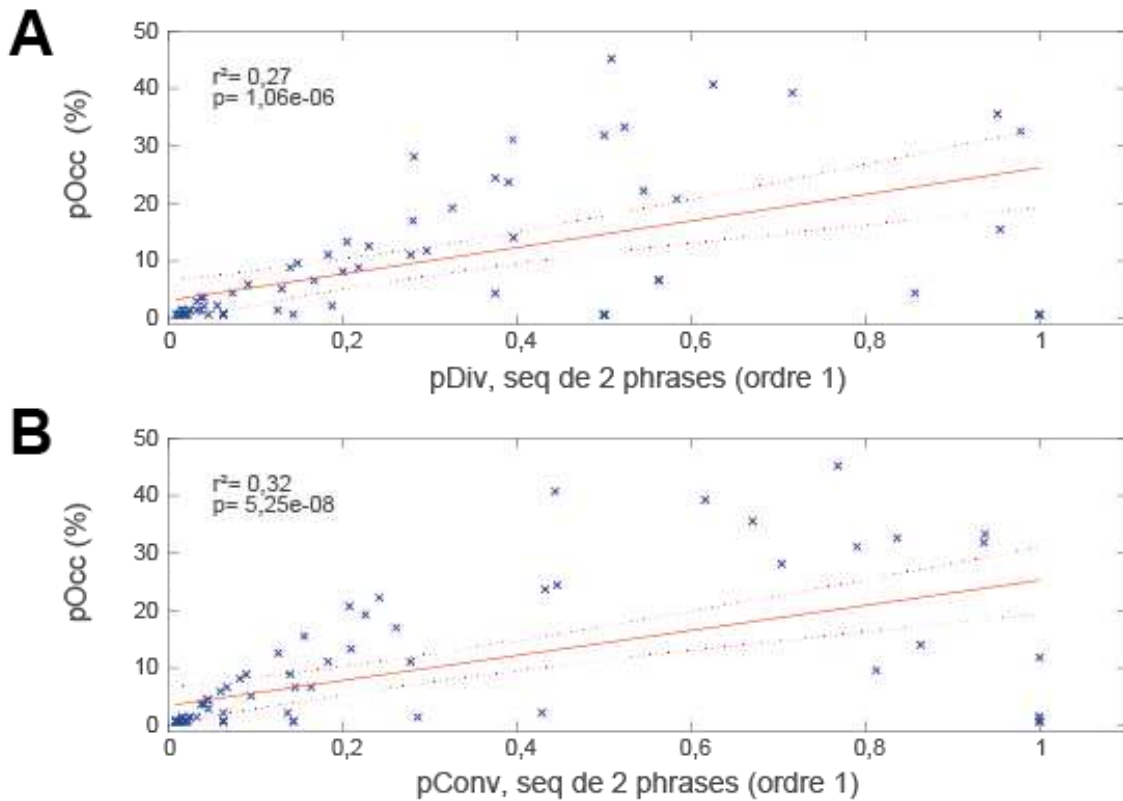 A
50
40
30
20
10
0
pOcc (%)
r²= 0,27
p= 1,06e-06
0 0,2 0,4 0,6 0,8 1
pDiv, seq de 2 phrases (ordre 1)
B
50
40
30
20
10
0
pOcc (%)
r²= 0,32
p= 5,25e-08
0 0,2 0,4 0,6 0,8 1
pConv, seq de 2 phrases (ordre 1)